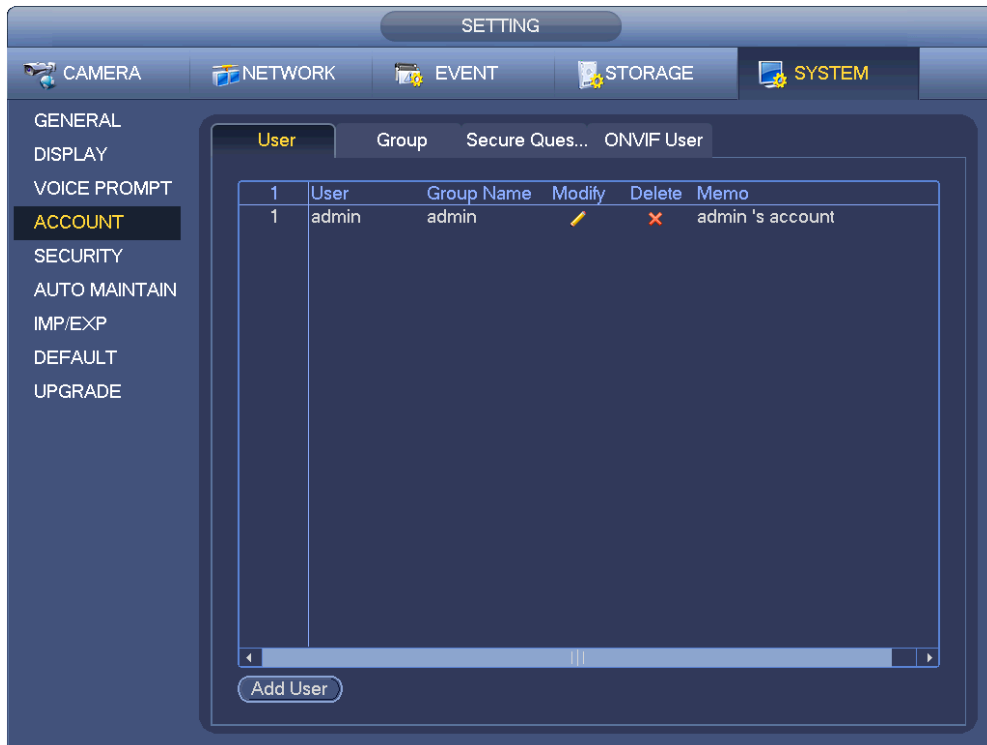 SETTING
CAMERA NETWORK EVENT STORAGE SYSTEM
GENERAL
DISPLAY
VOICE PROMPT
ACCOUNT
SECURITY
AUTO MAINTAIN
IMP/EXP
DEFAULT
UPGRADE
User Group Secure Ques... ONVIF User
1 User Group Name Modify Delete Memo
1 admin admin admin 's account
Add User